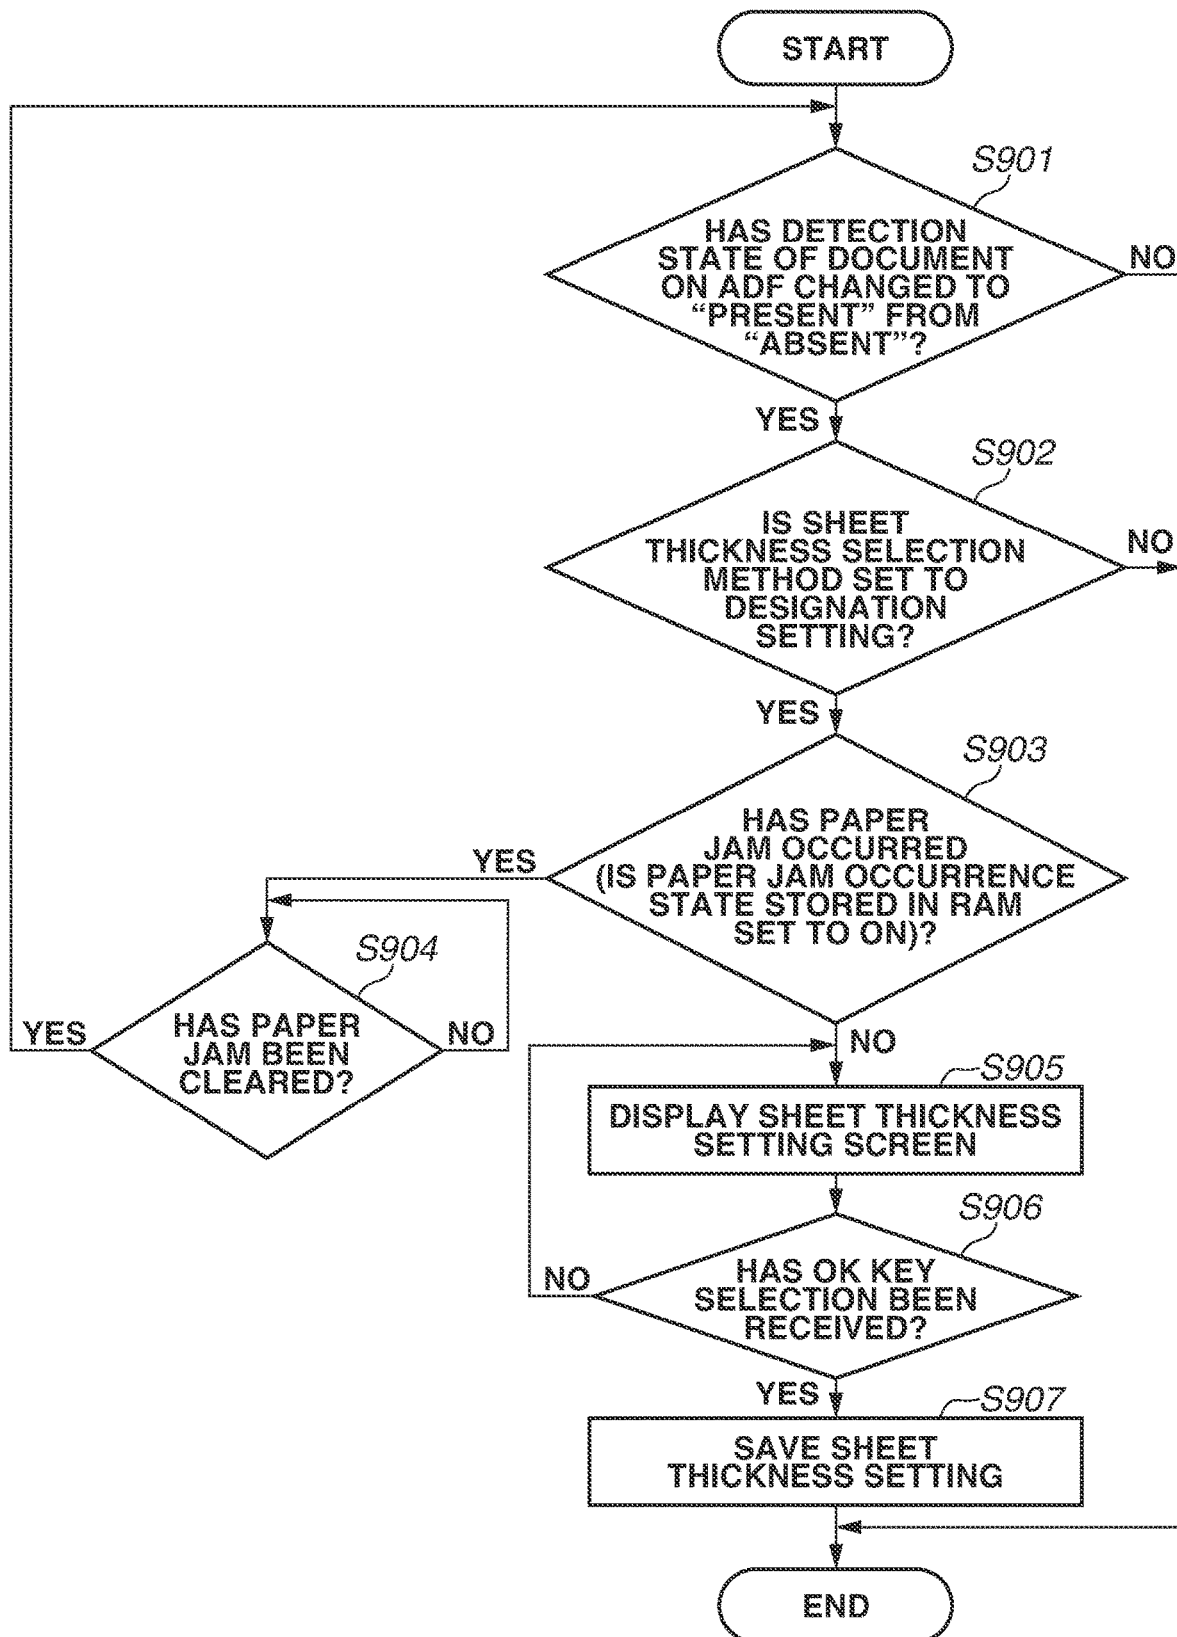 START
S901
HAS DETECTION
STATE OF DOCUMENT
ON ADF CHANGED TO
“PRESENT” FROM
“ABSENT”?
NO
YES
S902
IS SHEET
THICKNESS SELECTION
METHOD SET TO
DESIGNATION
SETTING?
NO
YES
S903
HAS PAPER
JAM OCCURRED
(IS PAPER JAM OCCURRENCE
STATE STORED IN RAM
SET TO ON)?
YES
S904
HAS PAPER
JAM BEEN
CLEARED?
YES
NO
NO
S905
DISPLAY SHEET THICKNESS
SETTING SCREEN
S906
HAS OK KEY
SELECTION BEEN
RECEIVED?
NO
YES
S907
SAVE SHEET
THICKNESS SETTING
END